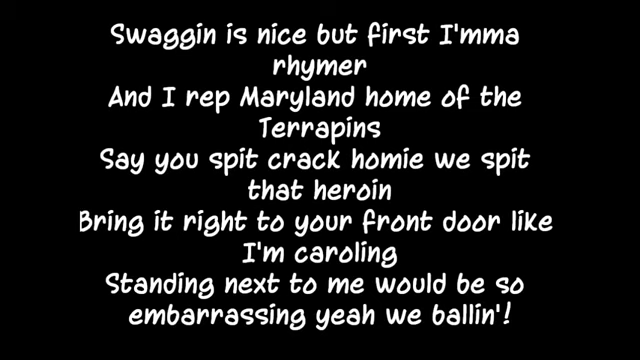 Swaggin is nice but first I'mma
rhymer
And I rep Maryland home of the
Terrapins
Say you spit crack homie we spit
that heroin
Bring it right to your front door like
I'm caroling
Standing next to me would be so
embarrassing yeah we ballin'!